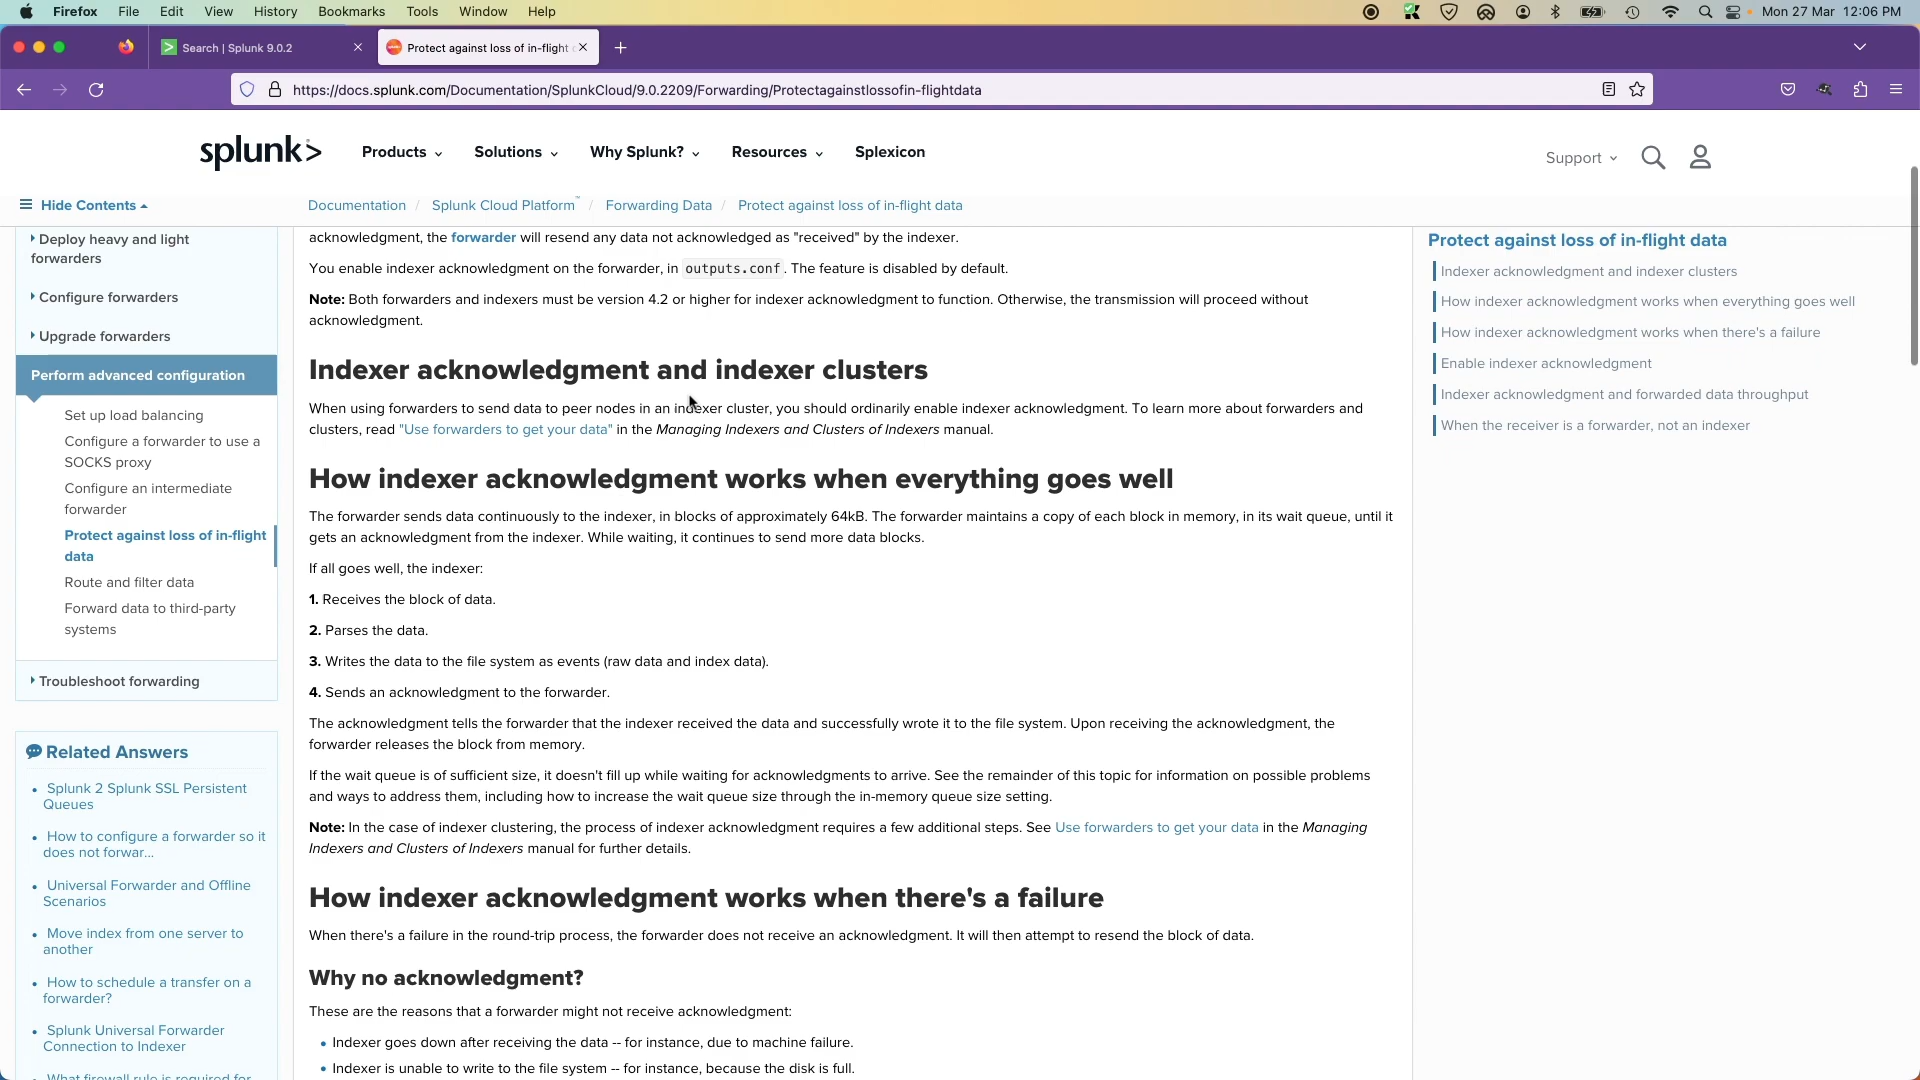 Firefox File Edit View History Bookmarks Tools Window Help Mon 27 Mar 12:06 PM
Search | Splunk 9.0.2
Protect against loss of in-flight
https://docs.splunk.com/Documentation/SplunkCloud/9.0.2209/Forwarding/Protectagainstlossofin-flightdata
splunk> Products Solutions Why Splunk? Resources Splexicon Support
Hide Contents
Documentation / Splunk Cloud Platform™ / Forwarding Data / Protect against loss of in-flight data
Deploy heavy and light
forwarders
Configure forwarders
Upgrade forwarders
Perform advanced configuration
Set up load balancing
Configure a forwarder to use a
SOCKS proxy
Configure an intermediate
forwarder
Protect against loss of in-flight
data
Route and filter data
Forward data to third-party
systems
Troubleshoot forwarding
Related Answers
• Splunk 2 Splunk SSL Persistent
Queues
• How to configure a forwarder so it
does not forwar...
• Universal Forwarder and Offline
Scenarios
• Move index from one server to
another
• How to schedule a transfer on a
forwarder?
• Splunk Universal Forwarder
Connection to Indexer
• What firewall rule is required for
acknowledgment, the forwarder will resend any data not acknowledged as "received" by the indexer.
You enable indexer acknowledgment on the forwarder, in outputs.conf. The feature is disabled by default.
Note: Both forwarders and indexers must be version 4.2 or higher for indexer acknowledgment to function. Otherwise, the transmission will proceed without
acknowledgment.
Indexer acknowledgment and indexer clusters
When using forwarders to send data to peer nodes in an indexer cluster, you should ordinarily enable indexer acknowledgment. To learn more about forwarders and
clusters, read "Use forwarders to get your data" in the Managing Indexers and Clusters of Indexers manual.
How indexer acknowledgment works when everything goes well
The forwarder sends data continuously to the indexer, in blocks of approximately 64kB. The forwarder maintains a copy of each block in memory, in its wait queue, until it
gets an acknowledgment from the indexer. While waiting, it continues to send more data blocks.
If all goes well, the indexer:
1. Receives the block of data.
2. Parses the data.
3. Writes the data to the file system as events (raw data and index data).
4. Sends an acknowledgment to the forwarder.
The acknowledgment tells the forwarder that the indexer received the data and successfully wrote it to the file system. Upon receiving the acknowledgment, the
forwarder releases the block from memory.
If the wait queue is of sufficient size, it doesn't fill up while waiting for acknowledgments to arrive. See the remainder of this topic for information on possible problems
and ways to address them, including how to increase the wait queue size through the in-memory queue size setting.
Note: In the case of indexer clustering, the process of indexer acknowledgment requires a few additional steps. See Use forwarders to get your data in the Managing
Indexers and Clusters of Indexers manual for further details.
How indexer acknowledgment works when there's a failure
When there's a failure in the round-trip process, the forwarder does not receive an acknowledgment. It will then attempt to resend the block of data.
Why no acknowledgment?
These are the reasons that a forwarder might not receive acknowledgment:
• Indexer goes down after receiving the data -- for instance, due to machine failure.
• Indexer is unable to write to the file system -- for instance, because the disk is full.
Protect against loss of in-flight data
Indexer acknowledgment and indexer clusters
How indexer acknowledgment works when everything goes well
How indexer acknowledgment works when there's a failure
Enable indexer acknowledgment
Indexer acknowledgment and forwarded data throughput
When the receiver is a forwarder, not an indexer